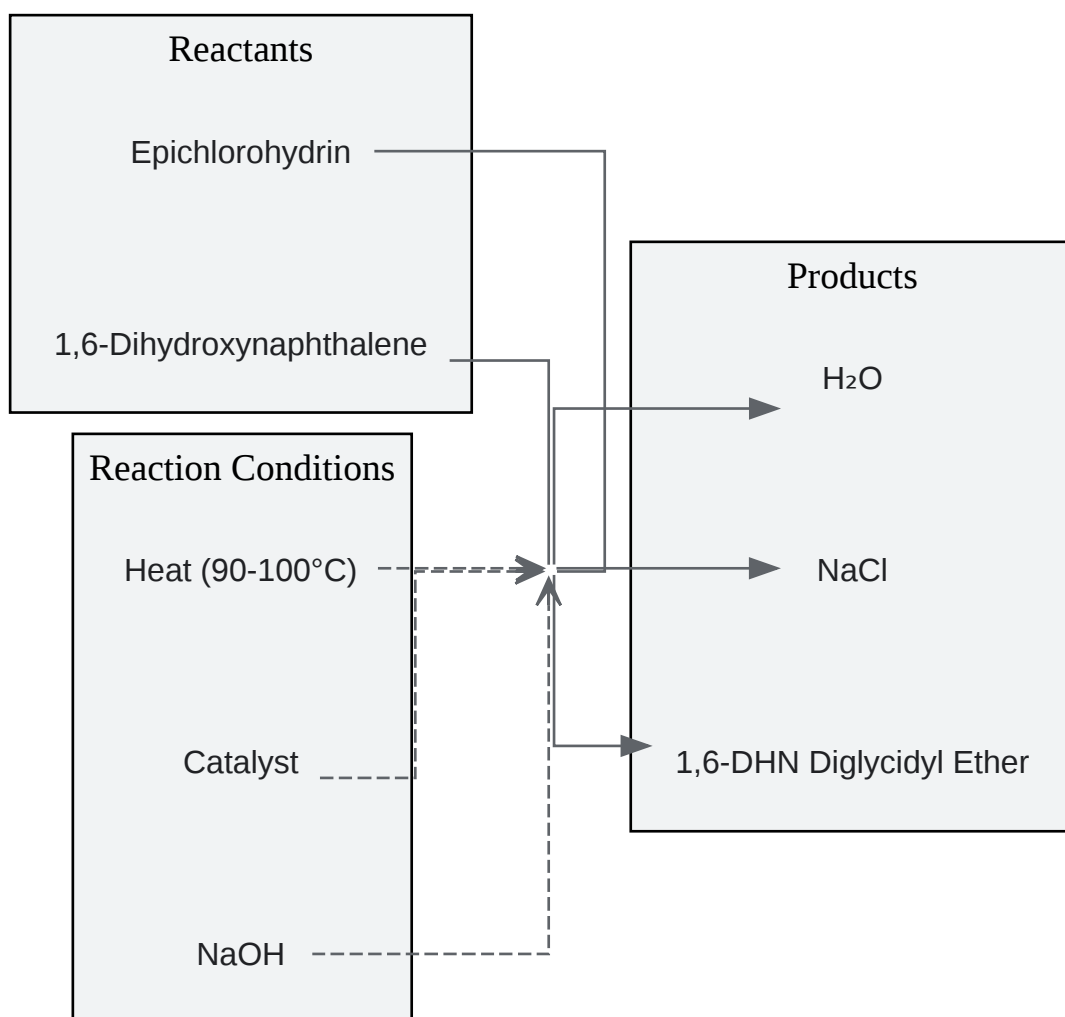 Reactants
Epichlorohydrin
1,6-Dihydroxynaphthalene
Reaction Conditions
Heat (90-100°C)
Catalyst
NaOH
Products
H₂O
NaCl
1,6-DHN Diglycidyl Ether